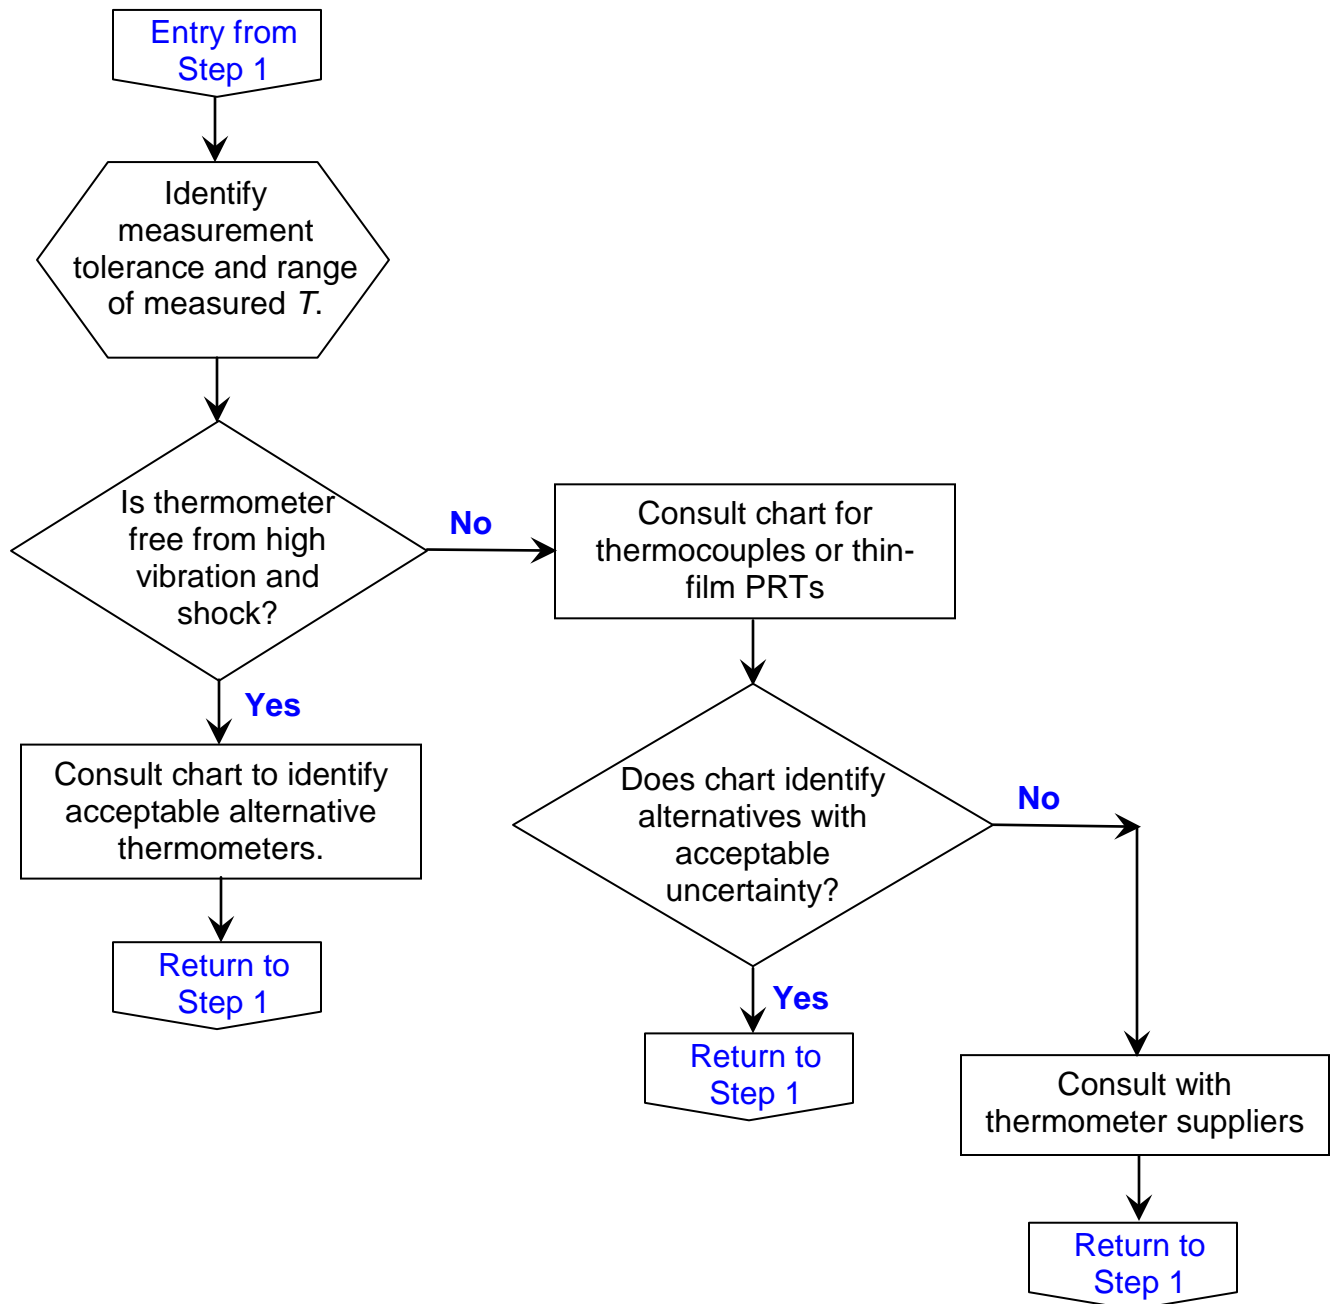 Entry from
Step 1
Identify
measurement
tolerance and range
of measured T.
Is thermometer
free from high
vibration and
shock?
No
Consult chart for
thermocouples or thin-
film PRTs
Yes
Consult chart to identify
acceptable alternative
thermometers.
Does chart identify
alternatives with
acceptable
uncertainty?
No
Return to
Step 1
Yes
Return to
Step 1
Consult with
thermometer suppliers
Return to
Step 1